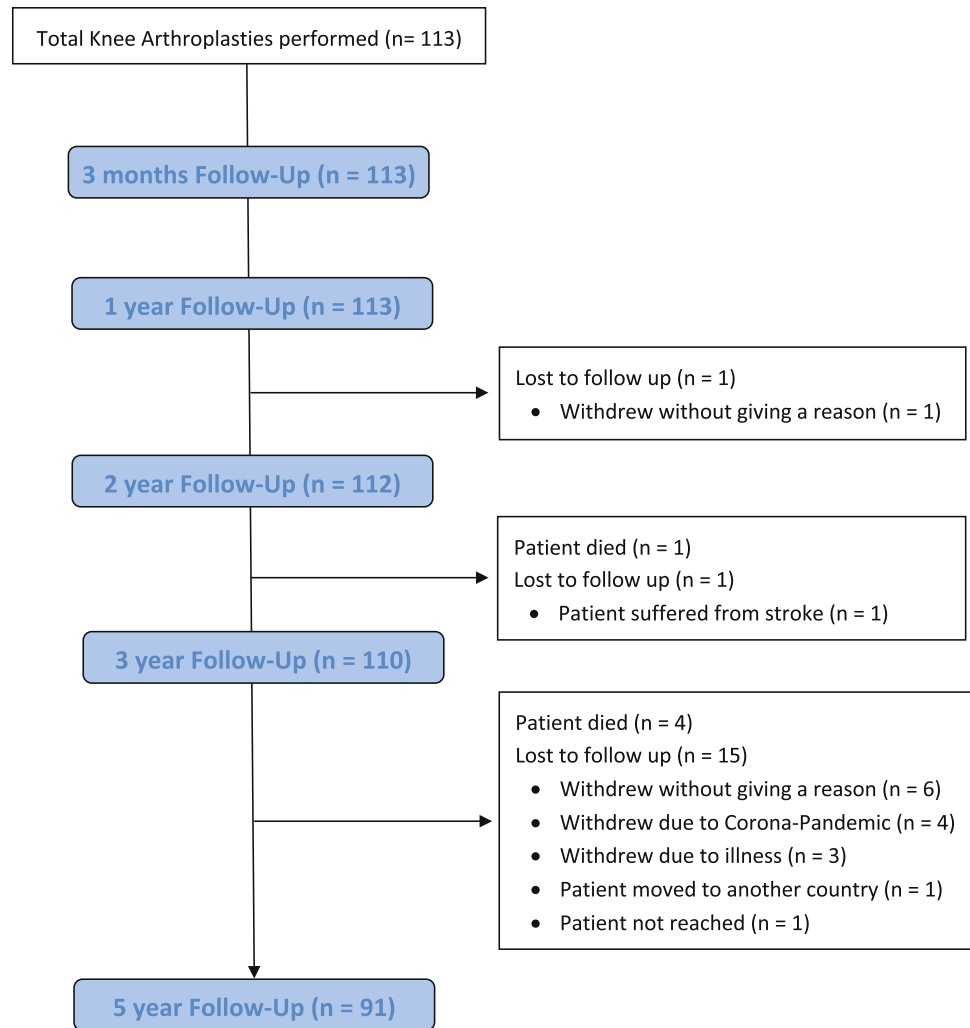 Total Knee Arthroplasties performed (n= 113)
3 months Follow-Up (n = 113)
1 year Follow-Up (n = 113)
Lost to follow up (n = 1)
• Withdrew without giving a reason (n = 1)
2 year Follow-Up (n = 112)
Patient died (n = 1)
Lost to follow up (n = 1)
• Patient suffered from stroke (n = 1)
3 year Follow-Up (n = 110)
Patient died (n = 4)
Lost to follow up (n = 15)
• Withdrew without giving a reason (n = 6)
• Withdrew due to Corona-Pandemic (n = 4)
• Withdrew due to illness (n = 3)
• Patient moved to another country (n = 1)
• Patient not reached (n = 1)
5 year Follow-Up (n = 91)